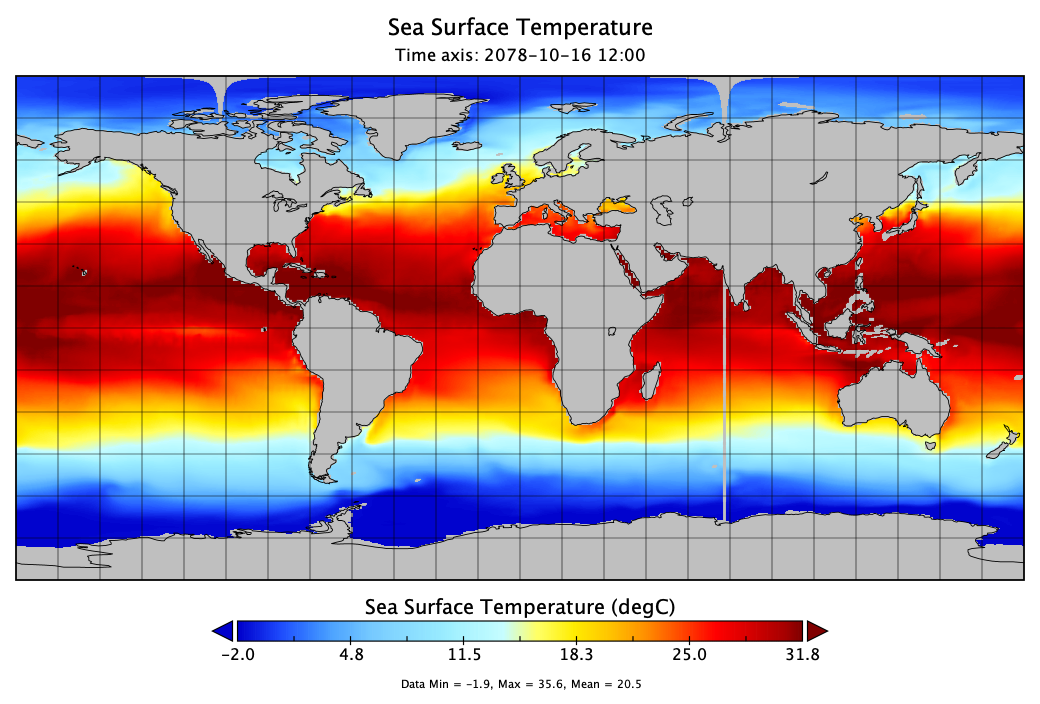 Sea Surface Temperature
Time axis: 2078-10-16 12:00
Sea Surface Temperature (degC)
-2.0 4.8 11.5 18.3 25.0 31.8
Data Min = -1.9, Max = 35.6, Mean = 20.5